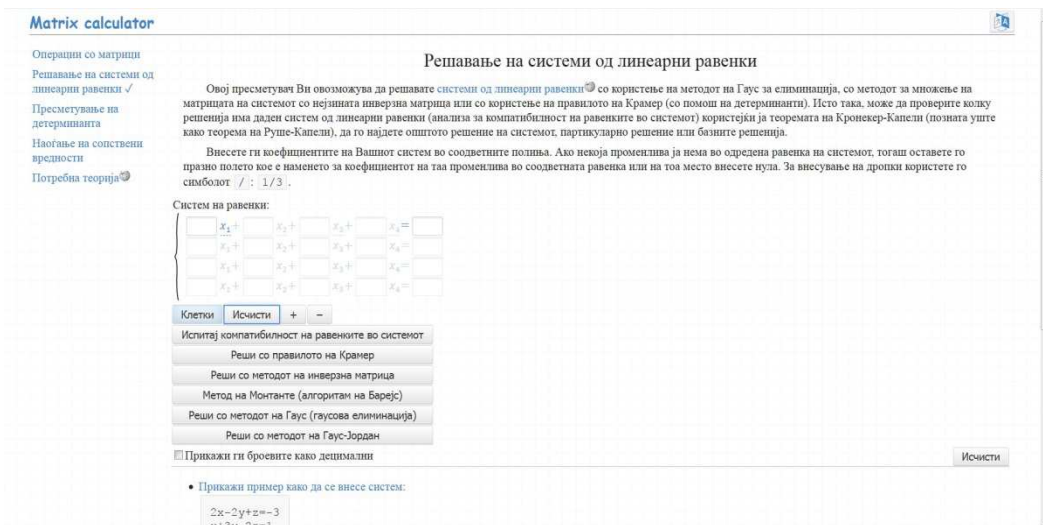 Matrix calculator
Операции со матрици
Решавање на системи од
линеарни равенки ✓
Пресметување на
детерминанта
Наоѓање на сопствени
вредности
Потребна теорија
Решавање на системи од линеарни равенки
Овој пресметувач Ви овозможува да решавате системи од линеарни равенки со користење на методот на Гаус за елиминација, со методот за множење на
матрицата на системот со нејзината инверзна матрица или со користење на правилото на Крамер (со помош на детерминанти). Исто така, може да проверите колку
решенија има даден систем од линеарни равенки (анализа за компатибилност на равенките во системот) користејќи ја теоремата на Кронекер-Капели (позната уште
како теорема на Руше-Капели), да го најдете општото решение на системот, партикуларно решение или базните решенија.
Внесете ги коефициентите на Вашиот систем во соодветните полиња. Ако некоја променлива ја нема во одредена равенка на системот, тогаш оставете го
празно полето кое е наменето за коефициентот на таа променлива во соодветната равенка или на тоа место внесете нула. За внесување на дропки користете го
симболот / : 1/3 .
Систем на равенки:
x₁+ x₂+ x₃+ x₄=
x₁+ x₂+ x₃+ x₄=
x₁+ x₂+ x₃+ x₄=
x₁+ x₂+ x₃+ x₄=
Клетки Исчисти + −
Испитај компатибилност на равенките во системот
Реши со правилото на Крамер
Реши со методот на инверзна матрица
Метод на Монтанте (алгоритам на Барејс)
Реши со методот на Гаус (гаусова елиминација)
Реши со методот на Гаус-Јордан
Прикажи ги броевите како децимални
Исчисти
• Прикажи пример како да се внесе систем:
2x-2y+z=-3